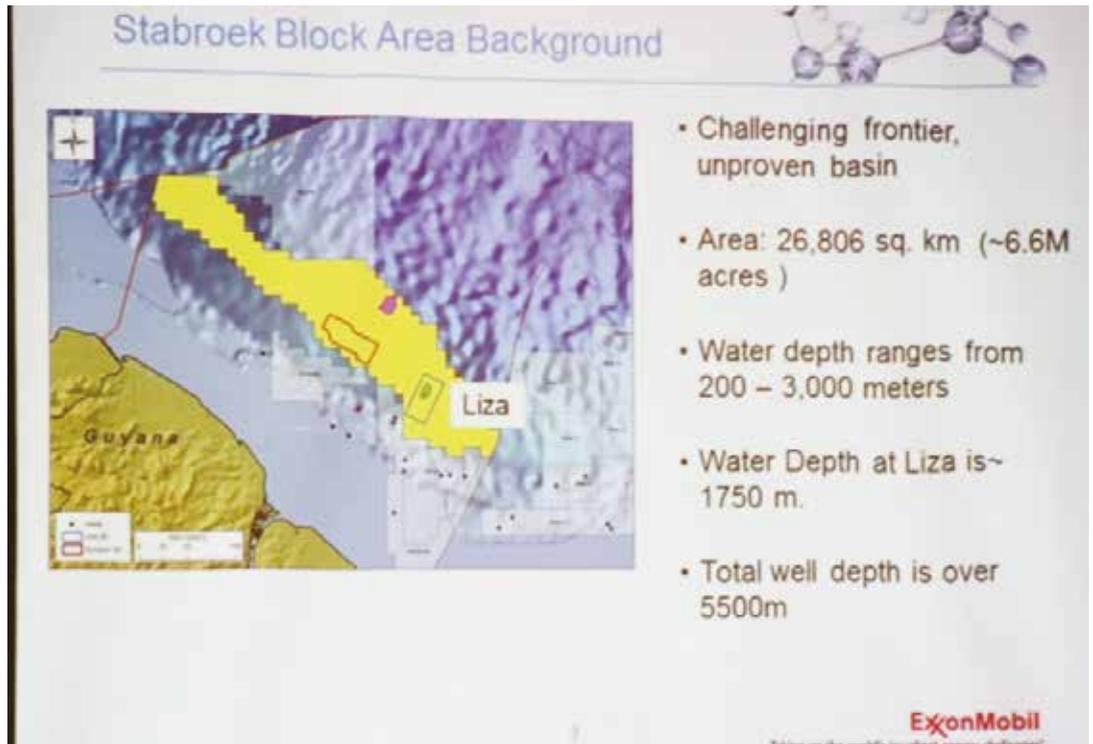 Stabroek Block Area Background
• Challenging frontier,
unproven basin
• Area: 26,806 sq. km (~6.6M
acres )
• Water depth ranges from
200 – 3,000 meters
• Water Depth at Liza is~
1750 m.
• Total well depth is over
5500m
Liza
Guyana
ExxonMobil